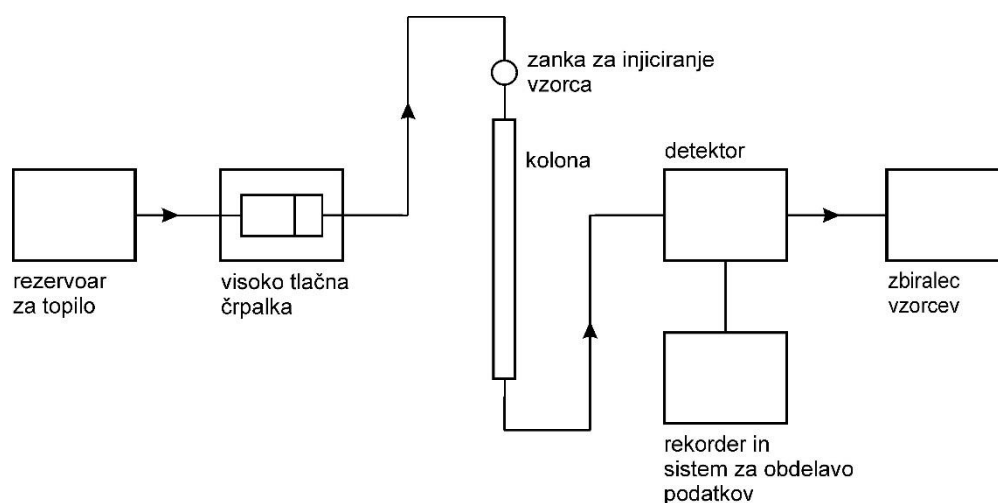 zanka za injiciranje
vzorca
kolona
detektor
rezervoar
za topilo
visoko tlačna
črpalka
zbiralec
vzorcev
rekorder in
sistem za obdelavo
podatkov